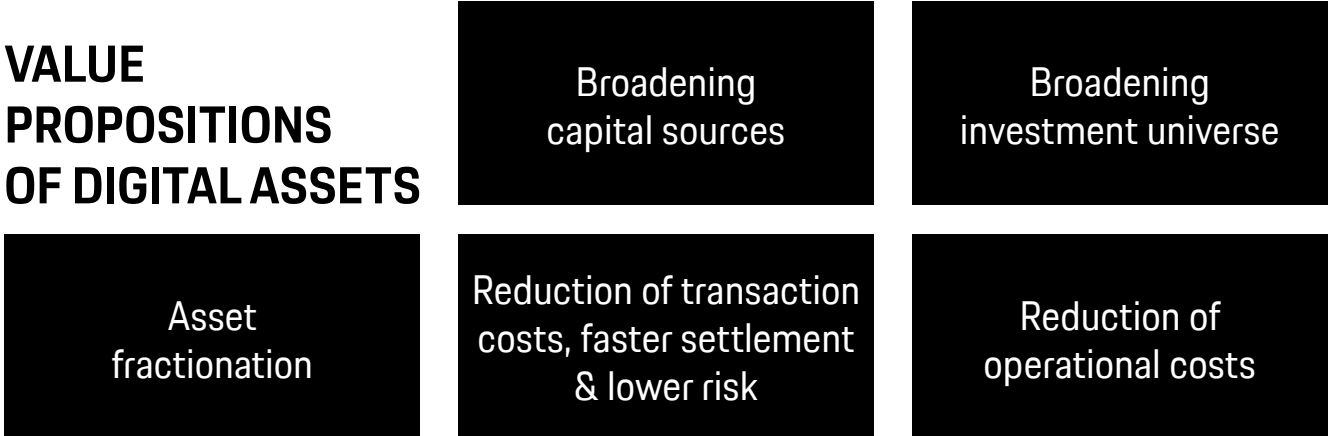 VALUE
PROPOSITIONS
OF DIGITAL ASSETS
Broadening
capital sources
Broadening
investment universe
Asset
fractionation
Reduction of transaction
costs, faster settlement
& lower risk
Reduction of
operational costs